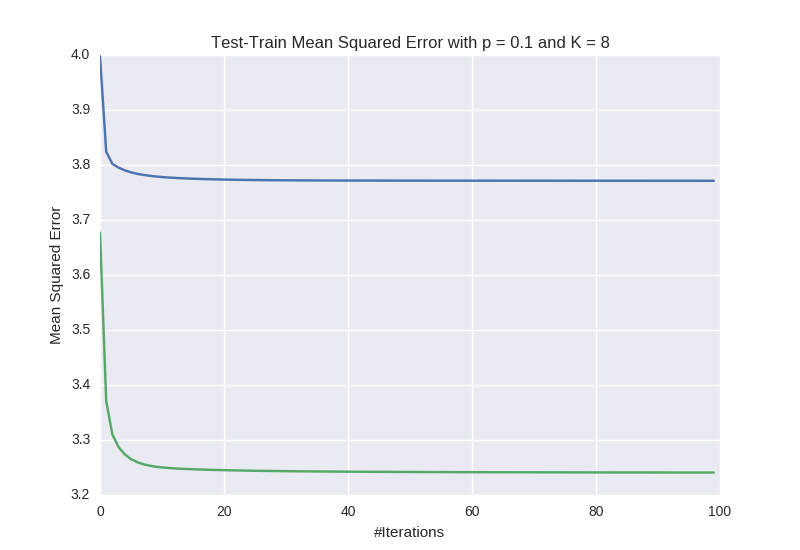 Test-Train Mean Squared Error with p = 0.1 and K = 8
4.0
3.9
3.8
3.7
3.6
3.5
3.4
3.3
3.2
Mean Squared Error
0 20 40 60 80 100
#Iterations